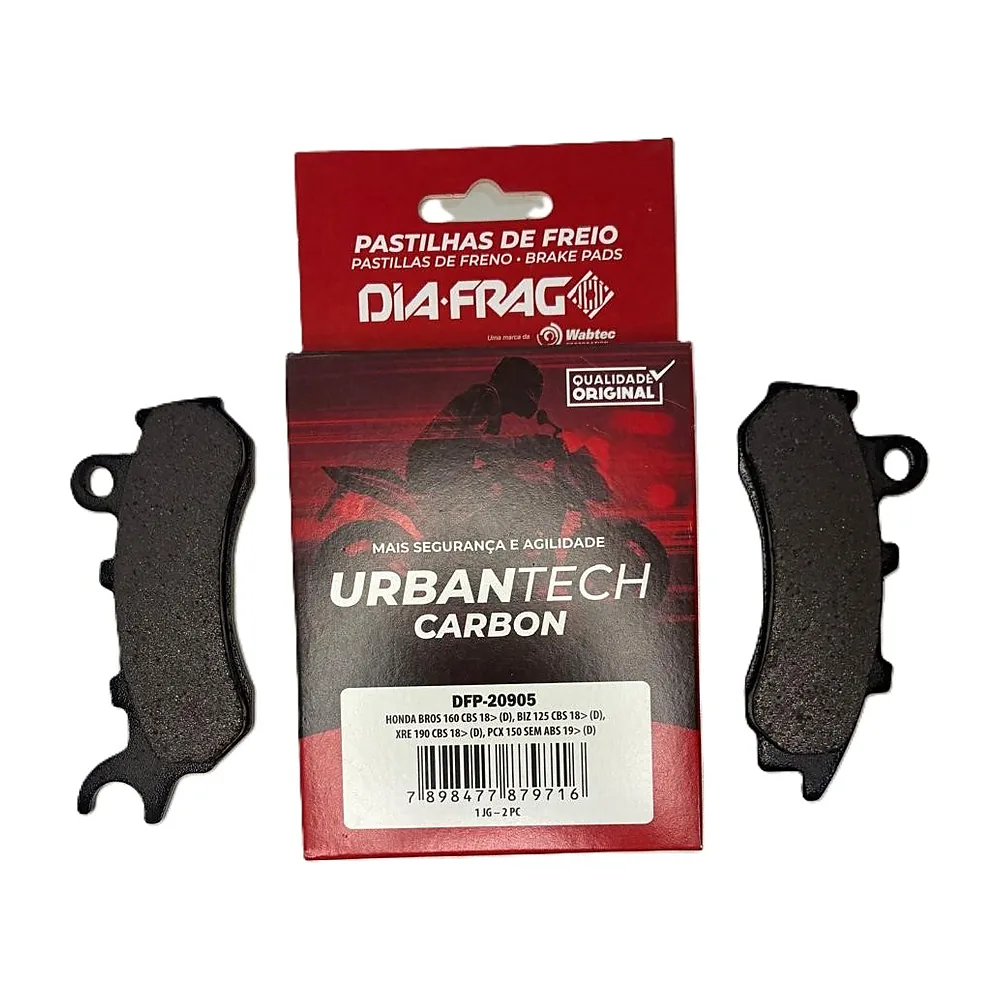 PASTILHAS DE FREIO
PASTILLAS DE FRENO • BRAKE PADS
DIA•FRAG
Uma marca da Wabtec
QUALIDADE
ORIGINAL
MAIS SEGURANÇA E AGILIDADE
URBANTECH
CARBON
DFP-20905
HONDA BROS 160 CBS 18> (D), BIZ 125 CBS 18> (D),
XRE 190 CBS 18> (D), PCX 150 SEM ABS 19> (D)
7 898477 879716
1 JG – 2 PC